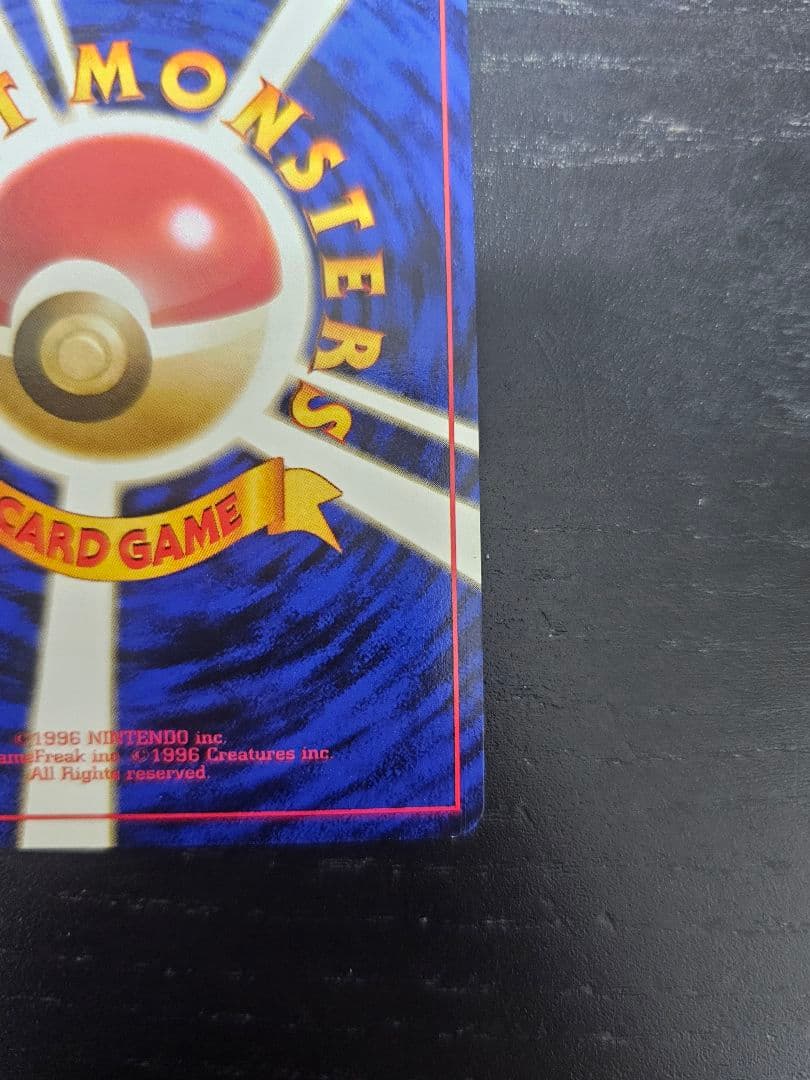 T MONSTERS
CARD GAME
©1996 NINTENDO inc.
ameFreak inc. ©1996 Creatures inc.
All Rights reserved.